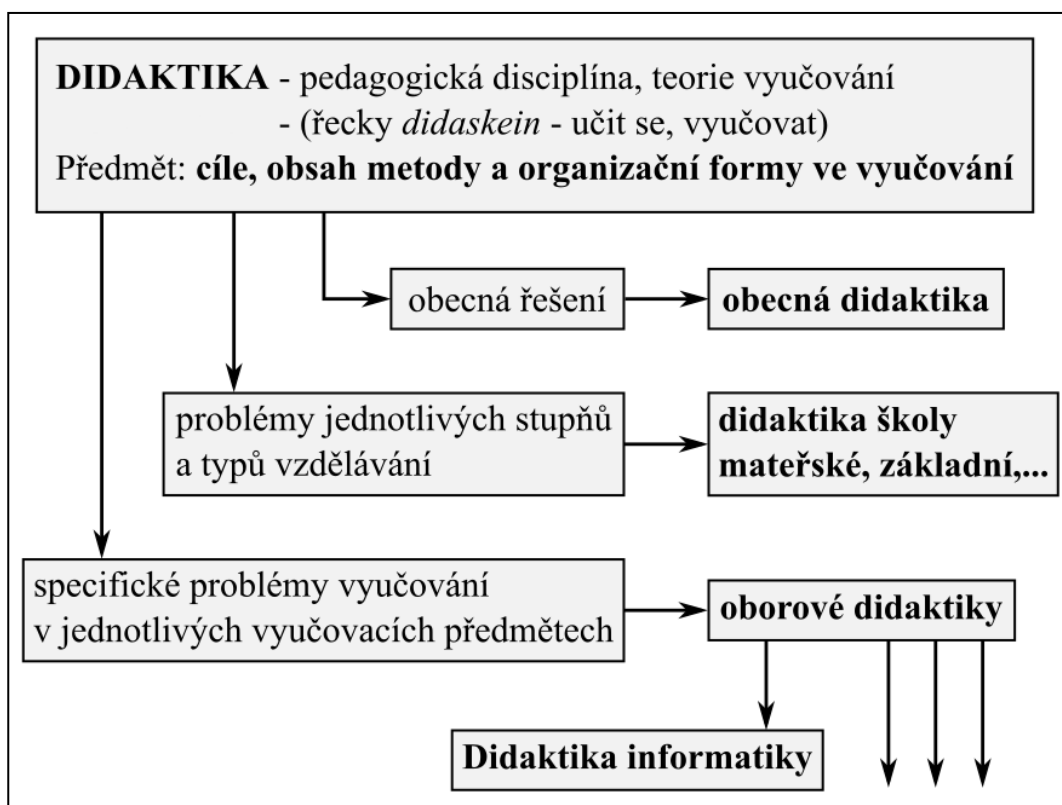 DIDAKTIKA - pedagogická disciplína, teorie vyučování
- (řecky didaskein - učit se, vyučovat)
Předmět: cíle, obsah metody a organizační formy ve vyučování
obecná řešení
obecná didaktika
problémy jednotlivých stupňů
a typů vzdělávání
didaktika školy
mateřské, základní,...
specifické problémy vyučování
v jednotlivých vyučovacích předmětech
oborové didaktiky
Didaktika informatiky